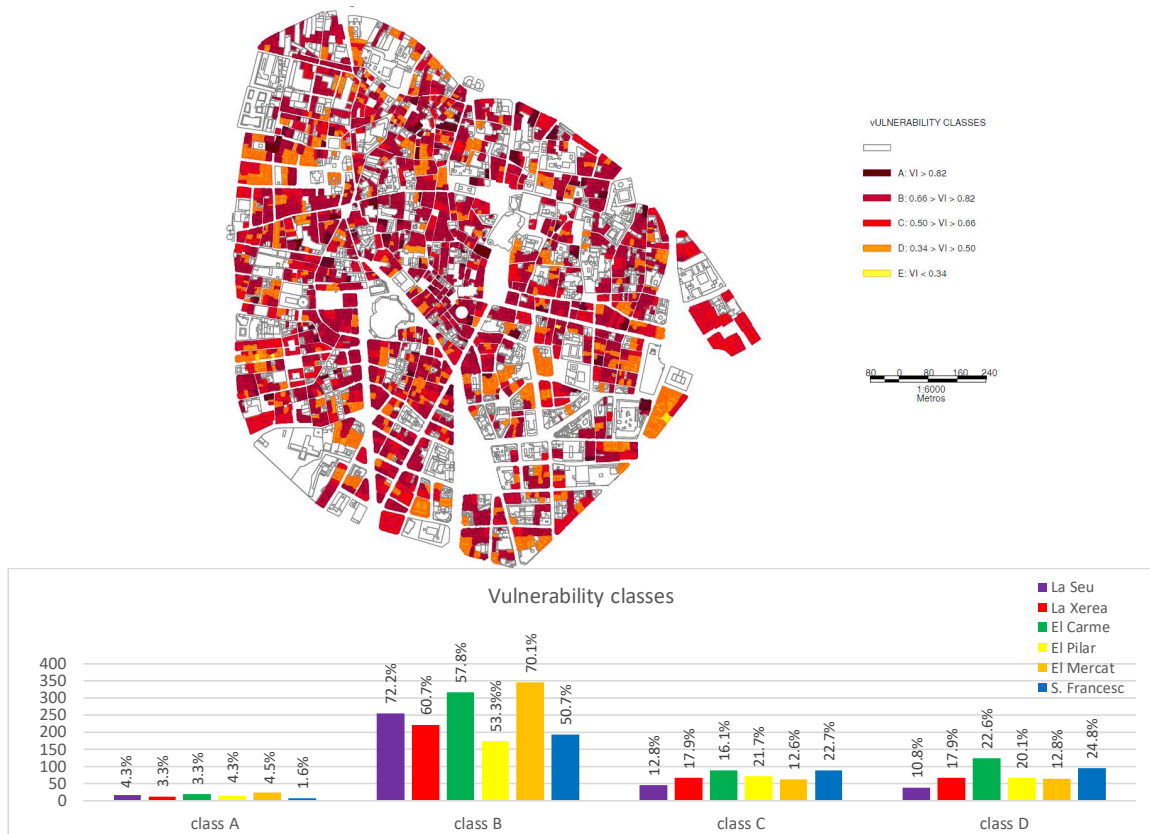 vULNERABILITY CLASSES
A: VI > 0.82
B: 0.66 > VI > 0.82
C: 0.50 > VI > 0.66
D: 0.34 > VI > 0.50
E: VI < 0.34
80 0 80 160 240
1:6000
Metros
Vulnerability classes
La Seu
La Xerea
El Carme
El Pilar
El Mercat
S. Francesc
400
350
300
250
200
150
100
50
0
4.3% 3.3% 3.3% 4.3% 4.5% 1.6%
72.2% 60.7% 57.8% 53.3%% 70.1% 50.7%
12.8% 17.9% 16.1% 21.7% 12.6% 22.7%
10.8% 17.9% 22.6% 20.1% 12.8% 24.8%
class A class B class C class D